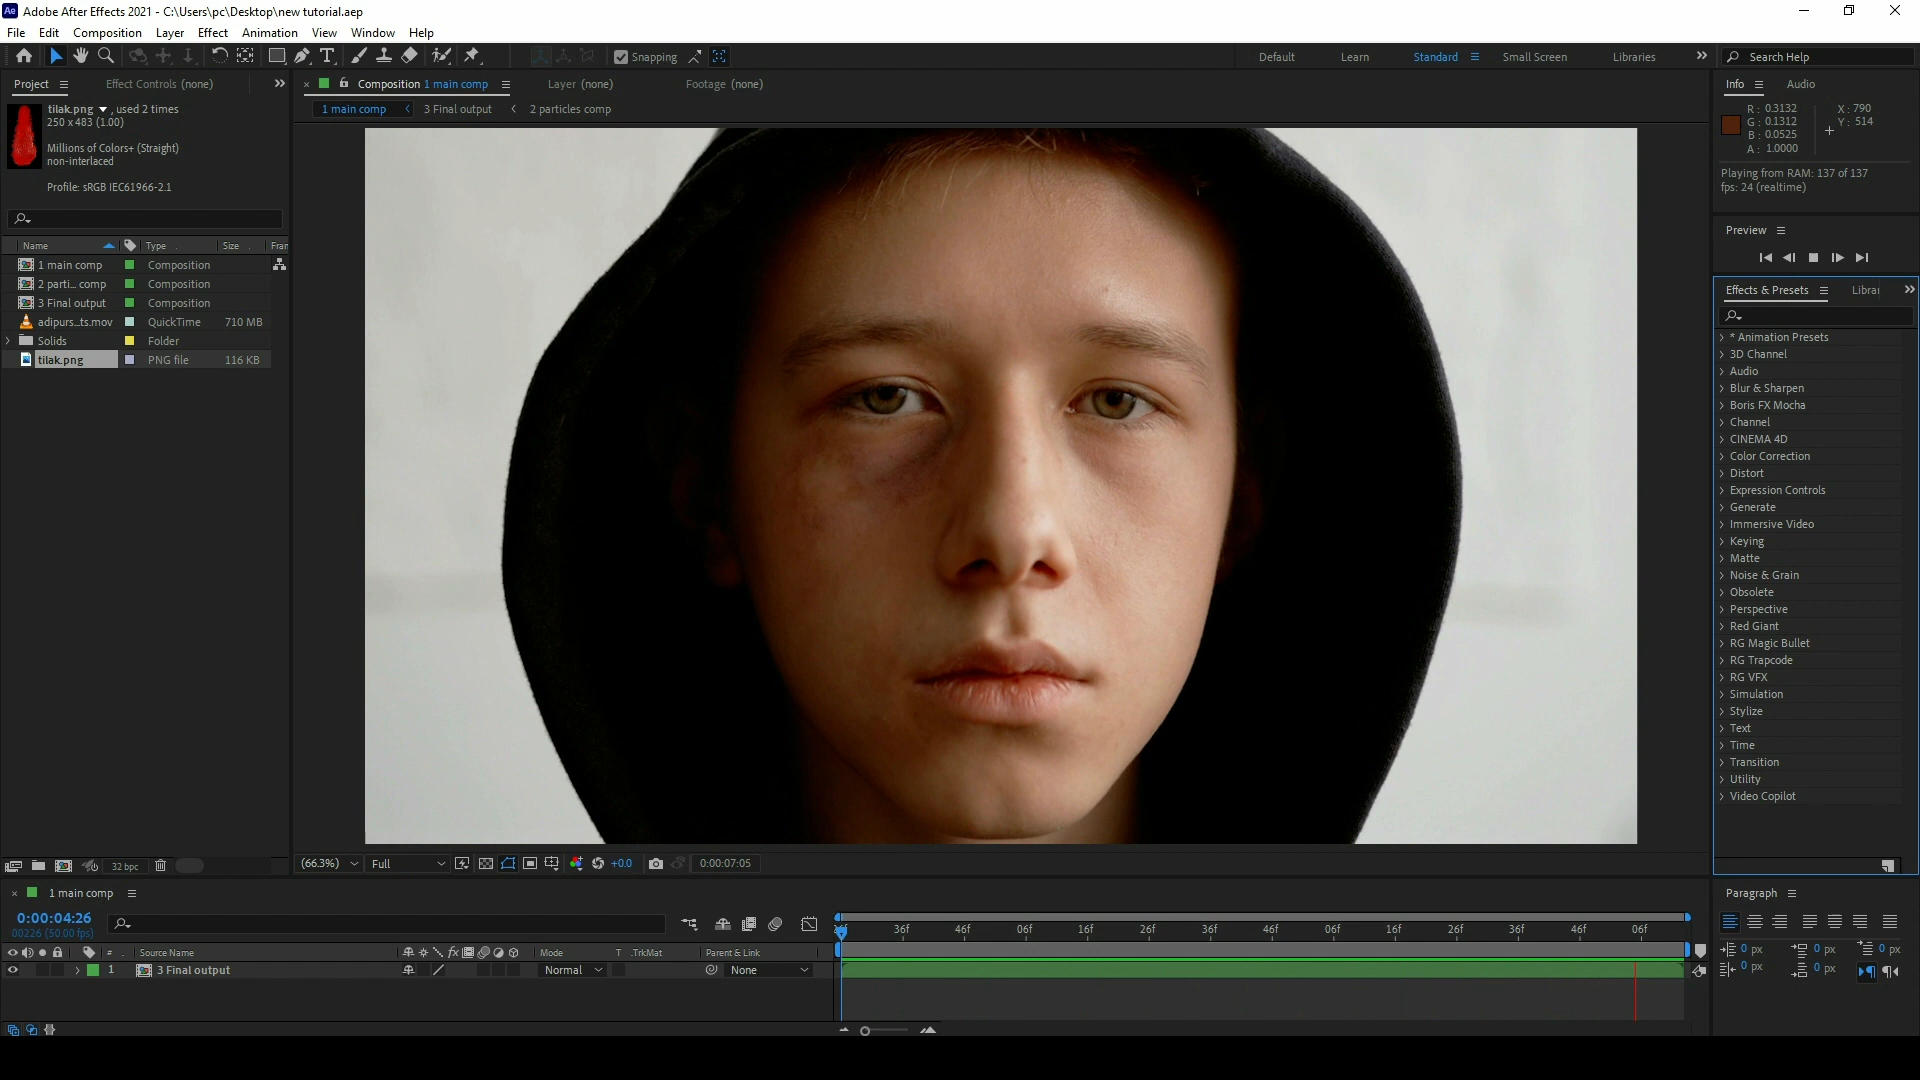 Adobe After Effects 2021 - C:\Users\pc\Desktop\new tutorial.aep
File Edit Composition Layer Effect Animation View Window Help
Snapping
Default Learn Standard Small Screen Libraries
Search Help
Project
Effect Controls (none)
Composition 1 main comp
Layer (none)
Footage (none)
1 main comp
3 Final output
2 particles comp
tilak.png , used 2 times
250 x 483 (1.00)
Millions of Colors+ (Straight)
non-interlaced
Profile: sRGB IEC61966-2.1
Name Type Size Fran
1 main comp Composition
2 parti... comp Composition
3 Final output Composition
adipurs...ts.mov QuickTime 710 MB
Solids Folder
tilak.png PNG file 116 KB
32 bpc
(66.3%) Full +0.0 0:00:07:05
Info Audio
R : 0.3132 X : 790
G : 0.1312 Y : 514
B : 0.0525
A : 1.0000
Playing from RAM: 137 of 137
fps: 24 (realtime)
Preview
Effects & Presets Librar
* Animation Presets
3D Channel
Audio
Blur & Sharpen
Boris FX Mocha
Channel
CINEMA 4D
Color Correction
Distort
Expression Controls
Generate
Immersive Video
Keying
Matte
Noise & Grain
Obsolete
Perspective
Red Giant
RG Magic Bullet
RG Trapcode
RG VFX
Simulation
Stylize
Text
Time
Transition
Utility
Video Copilot
1 main comp
0:00:04:26
00226 (50.00 fps)
36f 46f 06f 16f 26f 36f 46f 06f 16f 26f 36f 46f 06f
# Source Name fx Mode T .TrkMat Parent & Link
1 3 Final output Normal None
Paragraph
0 px 0 px 0 px
0 px 0 px